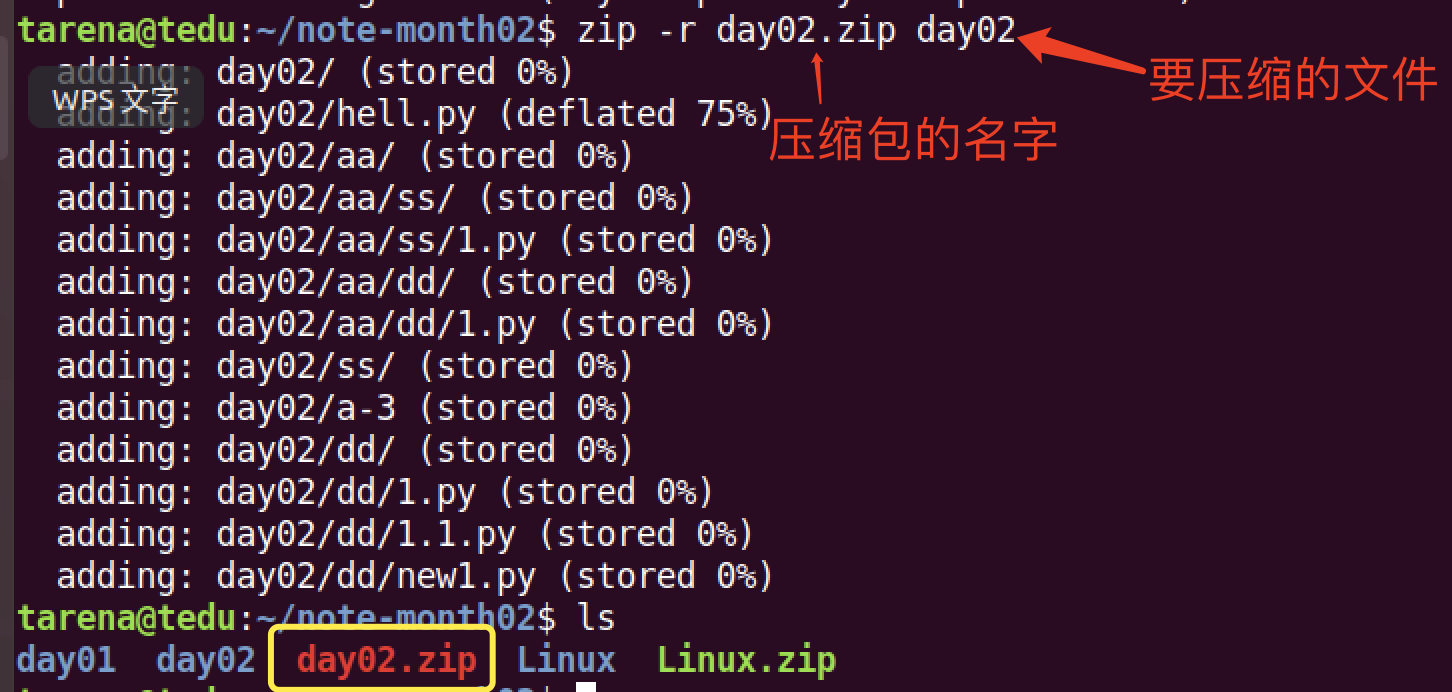 tarena@tedu:~/note-month02$ zip -r day02.zip day02
要压缩的文件
adding: day02/ (stored 0%)
WPS 文字
adding: day02/hell.py (deflated 75%)
压缩包的名字
adding: day02/aa/ (stored 0%)
adding: day02/aa/ss/ (stored 0%)
adding: day02/aa/ss/1.py (stored 0%)
adding: day02/aa/dd/ (stored 0%)
adding: day02/aa/dd/1.py (stored 0%)
adding: day02/ss/ (stored 0%)
adding: day02/a-3 (stored 0%)
adding: day02/dd/ (stored 0%)
adding: day02/dd/1.py (stored 0%)
adding: day02/dd/1.1.py (stored 0%)
adding: day02/dd/new1.py (stored 0%)
tarena@tedu:~/note-month02$ ls
day01 day02 day02.zip Linux Linux.zip